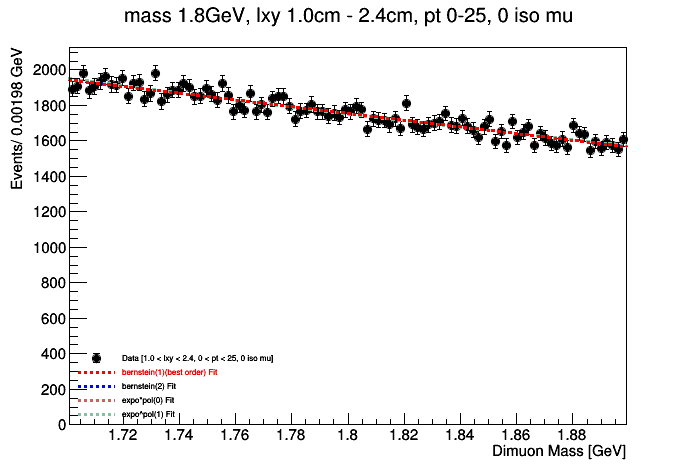 mass 1.8GeV, lxy 1.0cm - 2.4cm, pt 0-25, 0 iso mu
Events/ 0.00198 GeV
2000
1800
1600
1400
1200
1000
800
600
400
200
0
Data [1.0 < lxy < 2.4, 0 < pt < 25, 0 iso mu]
bernstein(1)(best order) Fit
bernstein(2) Fit
expo*pol(0) Fit
expo*pol(1) Fit
1.72 1.74 1.76 1.78 1.8 1.82 1.84 1.86 1.88
Dimuon Mass [GeV]